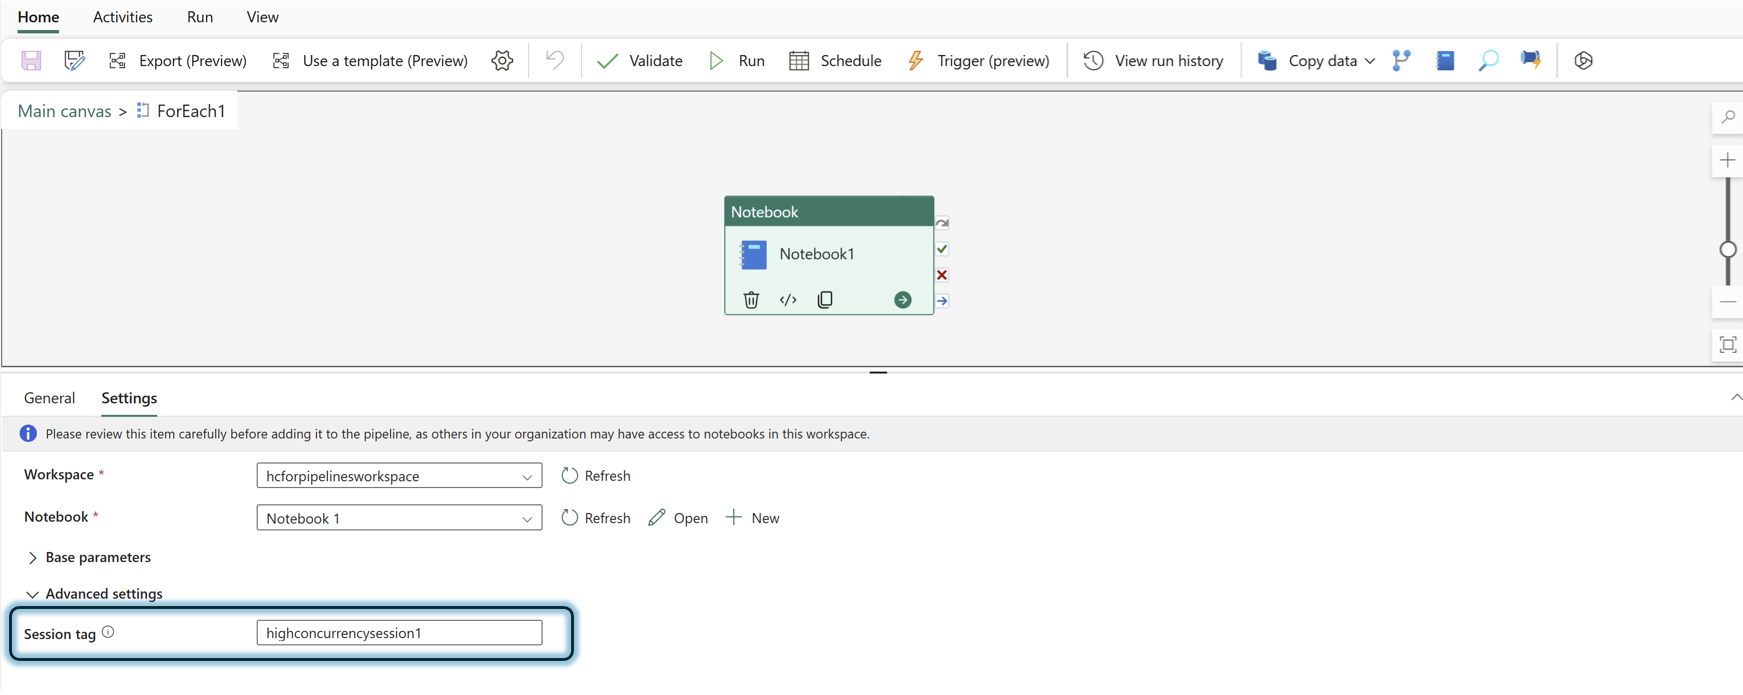 Home Activities Run View
Export (Preview) Use a template (Preview) Validate Run Schedule Trigger (preview) View run history Copy data
Main canvas > ForEach1
Notebook
Notebook1
</>
General Settings
Please review this item carefully before adding it to the pipeline, as others in your organization may have access to notebooks in this workspace.
Workspace * hcforpipelinesworkspace Refresh
Notebook * Notebook 1 Refresh Open New
Base parameters
Advanced settings
Session tag highconcurrencysession1